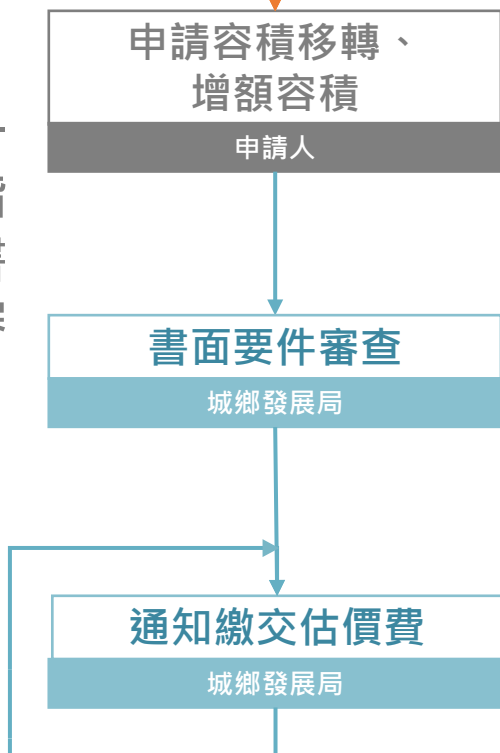 申請容積移轉、
增額容積
申請人
書面要件審查
城鄉發展局
通知繳交估價費
城鄉發展局